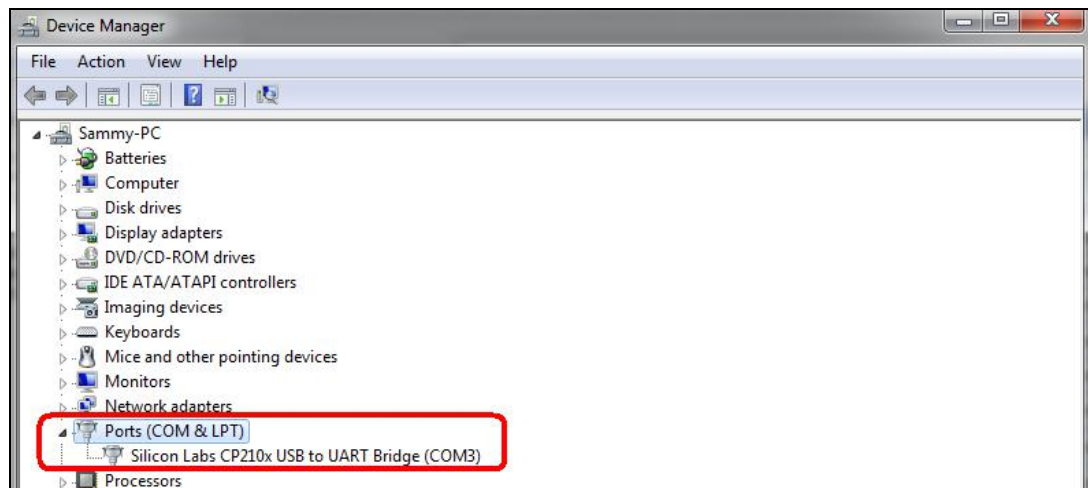 Device Manager
File Action View Help
Sammy-PC
Batteries
Computer
Disk drives
Display adapters
DVD/CD-ROM drives
IDE ATA/ATAPI controllers
Imaging devices
Keyboards
Mice and other pointing devices
Monitors
Network adapters
Ports (COM & LPT)
Silicon Labs CP210x USB to UART Bridge (COM3)
Processors